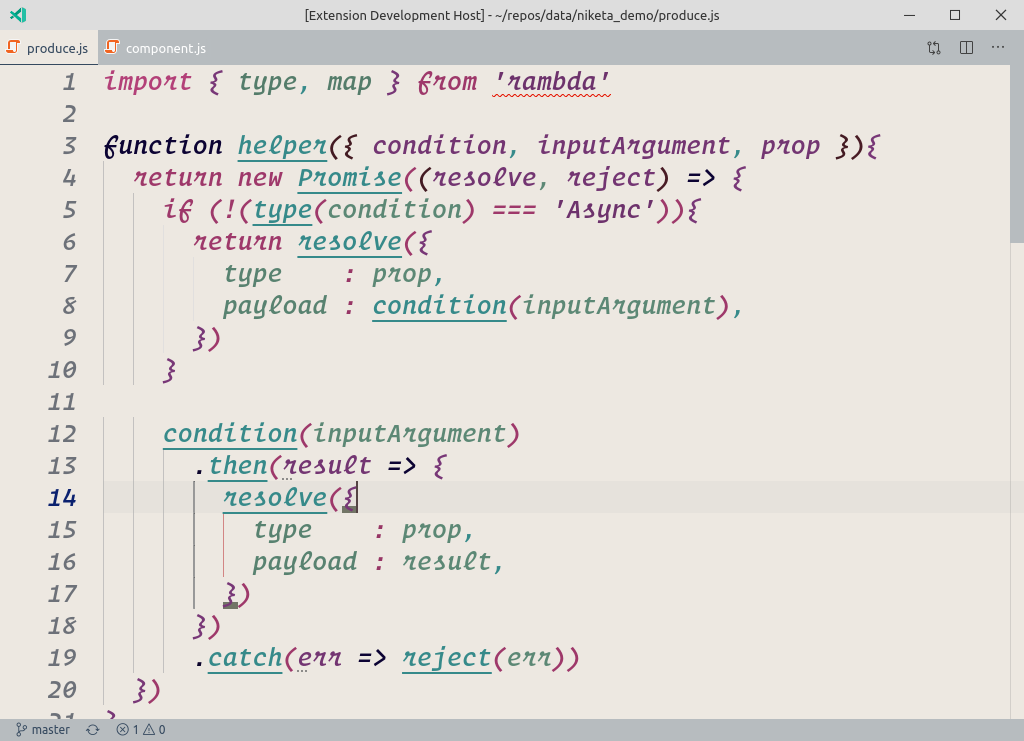 [Extension Development Host] - ~/repos/data/niketa_demo/produce.js
produce.js
component.js
1 import { type, map } from 'rambda'
2
3 function helper({ condition, inputArgument, prop }){
4 return new Promise((resolve, reject) => {
5 if (!(type(condition) === 'Async')){
6 return resolve({
7 type    : prop,
8 payload : condition(inputArgument),
9 })
10 }
11
12 condition(inputArgument)
13 .then(result => {
14 resolve({
15 type    : prop,
16 payload : result,
17 })
18 })
19 .catch(err => reject(err))
20 })
21 }
master 1 0